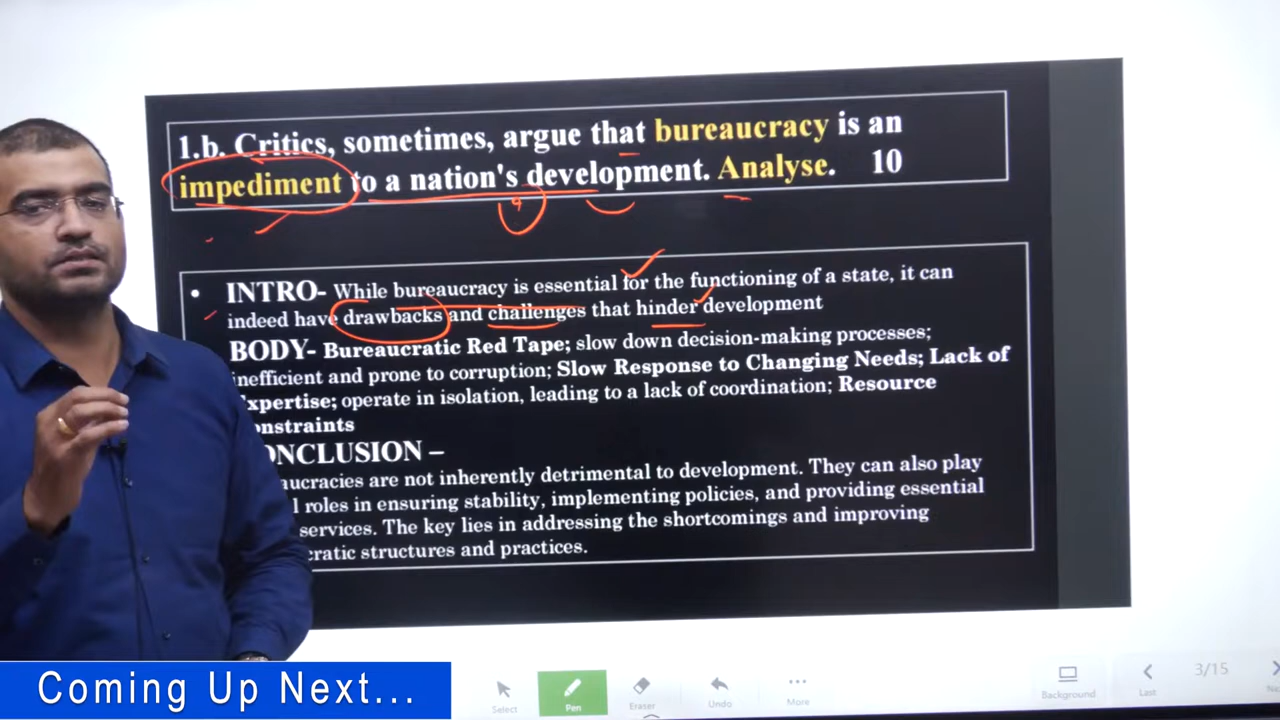 1.b. Critics, sometimes, argue that bureaucracy is an
impediment to a nation's development. Analyse. 10
• INTRO- While bureaucracy is essential for the functioning of a state, it can
indeed have drawbacks and challenges that hinder development
BODY- Bureaucratic Red Tape; slow down decision-making processes;
inefficient and prone to corruption; Slow Response to Changing Needs; Lack of
xpertise; operate in isolation, leading to a lack of coordination; Resource
onstraints
ONCLUSION –
aucracies are not inherently detrimental to development. They can also play
l roles in ensuring stability, implementing policies, and providing essential
services. The key lies in addressing the shortcomings and improving
cratic structures and practices.
Coming Up Next...
Select
Pen
Eraser
Undo
More
Background
Last
3/15